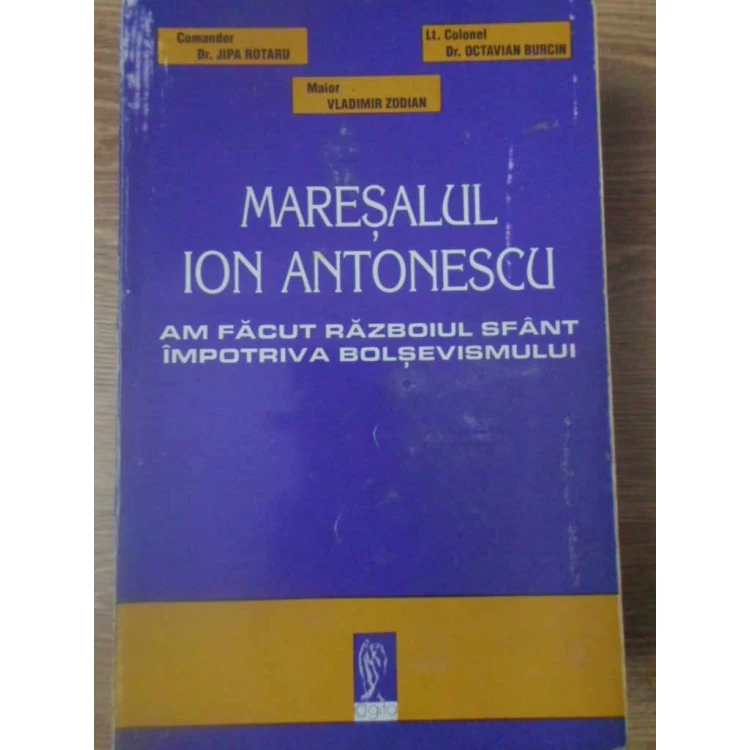 Comandor
Dr. JIPA ROTARU
Lt. Colonel
Dr. OCTAVIAN BURCIN
Maior
VLADIMIR ZODIAN
MAREȘALUL
ION ANTONESCU
AM FĂCUT RĂZBOIUL SFÂNT
ÎMPOTRIVA BOLȘEVISMULUI